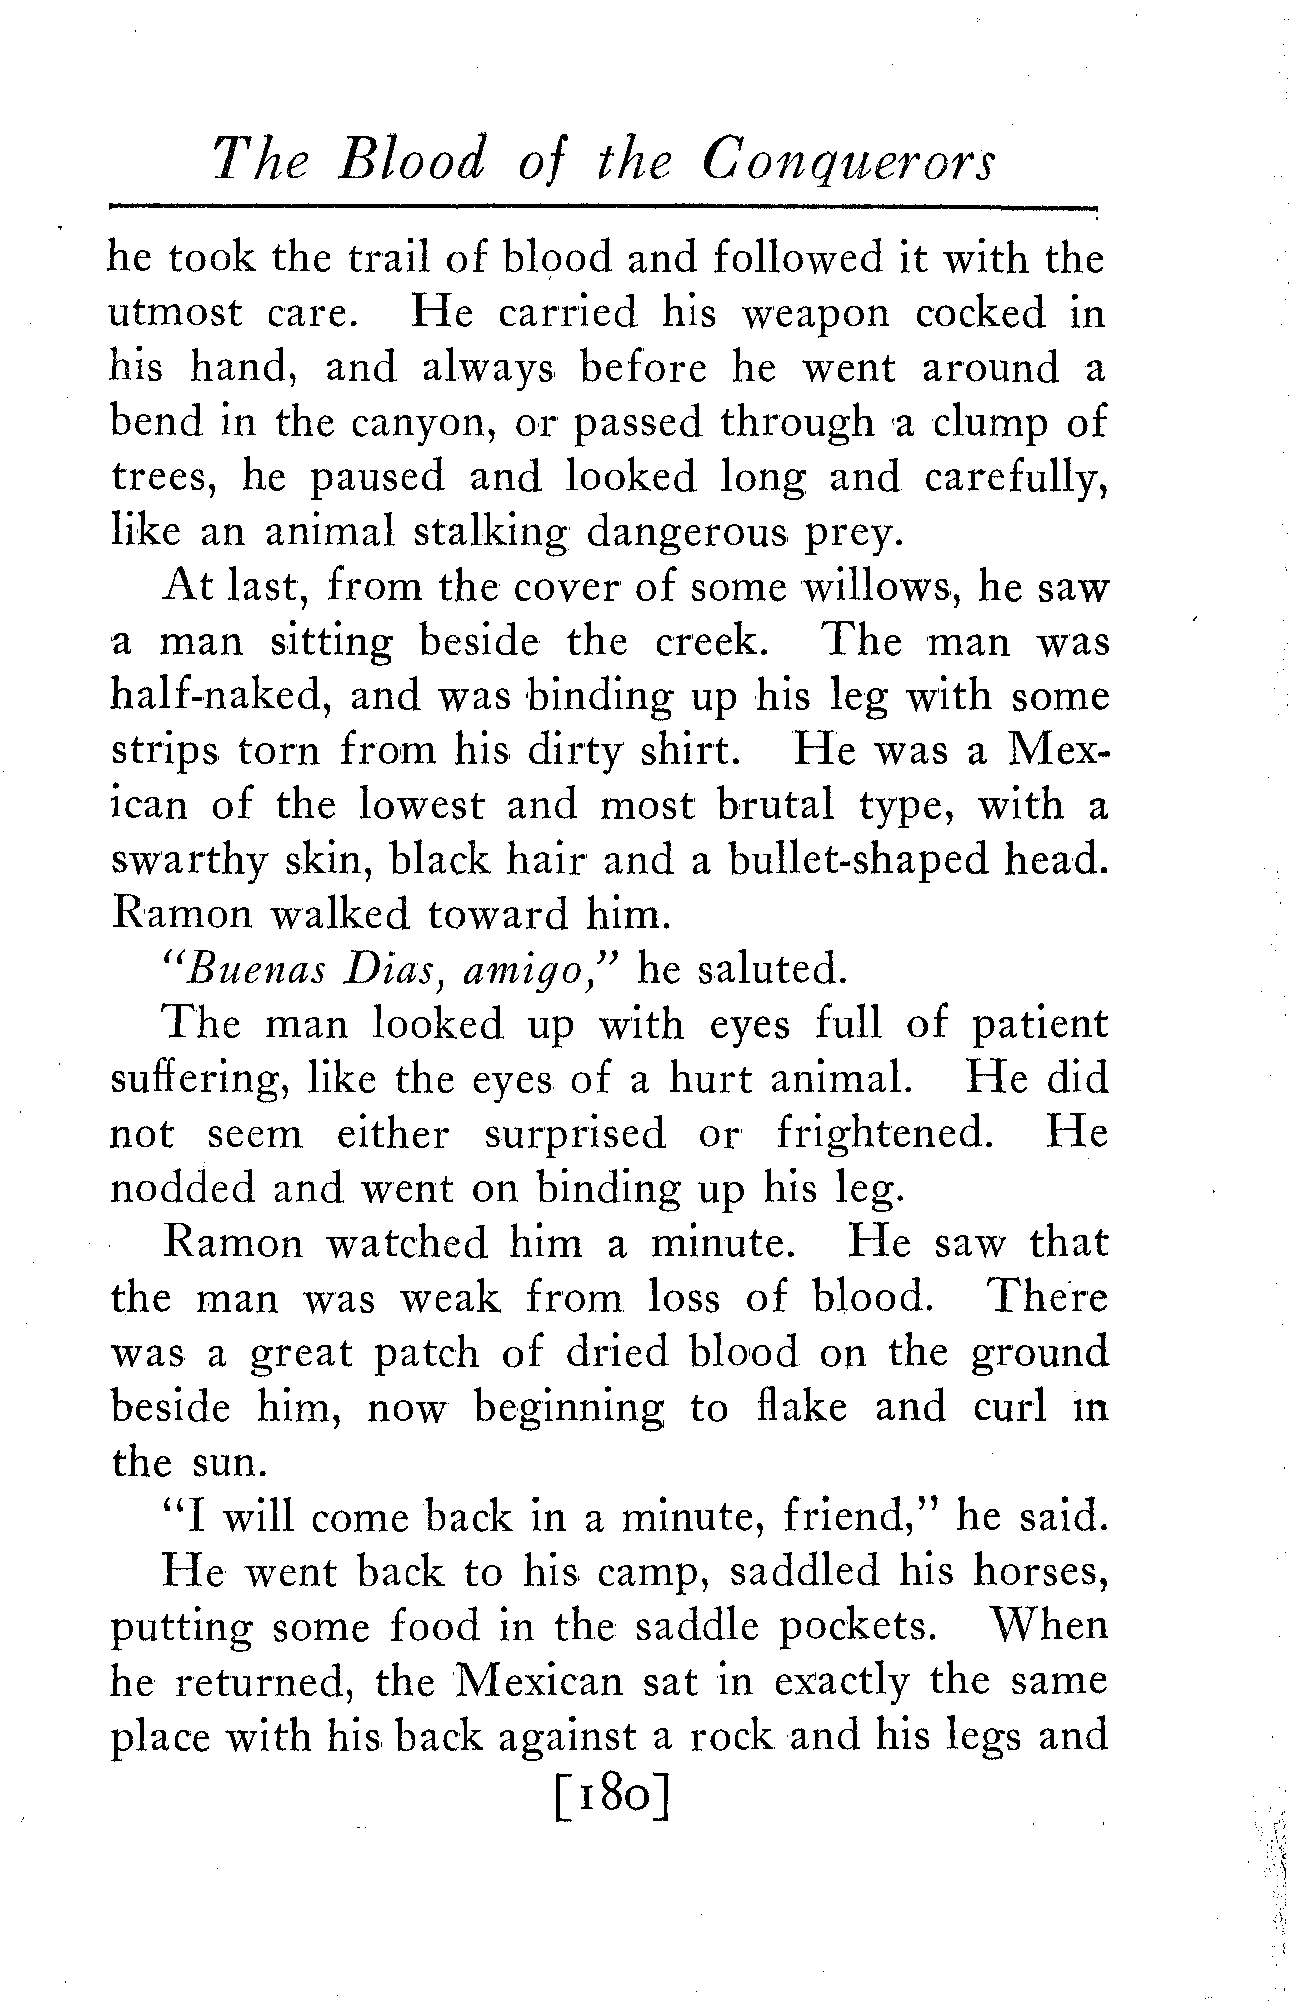 The Blood of the Conquerors
he took the trail of blood and followed it with the
utmost care. He carried his weapon cocked in
his hand, and always before he went around a
bend in the canyon, or passed through a clump of
trees, he paused and looked long and carefully,
like an animal stalking dangerous prey.
At last, from the cover of some willows, he saw
a man sitting beside the creek. The man was
half-naked, and was binding up his leg with some
strips torn from his dirty shirt. He was a Mex-
ican of the lowest and most brutal type, with a
swarthy skin, black hair and a bullet-shaped head.
Ramon walked toward him.
"Buenas Dias, amigo," he saluted.
The man looked up with eyes full of patient
suffering, like the eyes of a hurt animal. He did
not seem either surprised or frightened. He
nodded and went on binding up his leg.
Ramon watched him a minute. He saw that
the man was weak from loss of blood. There
was a great patch of dried blood on the ground
beside him, now beginning to flake and curl in
the sun.
"I will come back in a minute, friend," he said.
He went back to his camp, saddled his horses,
putting some food in the saddle pockets. When
he returned, the Mexican sat in exactly the same
place with his back against a rock and his legs and
[180]